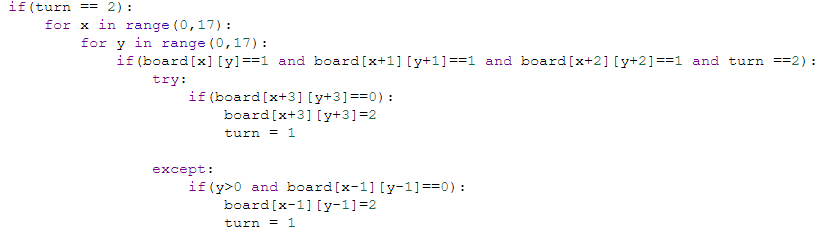 if(turn == 2):
    for x in range(0,17):
        for y in range(0,17):
            if(board[x][y]==1 and board[x+1][y+1]==1 and board[x+2][y+2]==1 and turn ==2):
                try:
                    if(board[x+3][y+3]==0):
                        board[x+3][y+3]=2
                        turn = 1

                except:
                    if(y>0 and board[x-1][y-1]==0):
                        board[x-1][y-1]=2
                        turn = 1